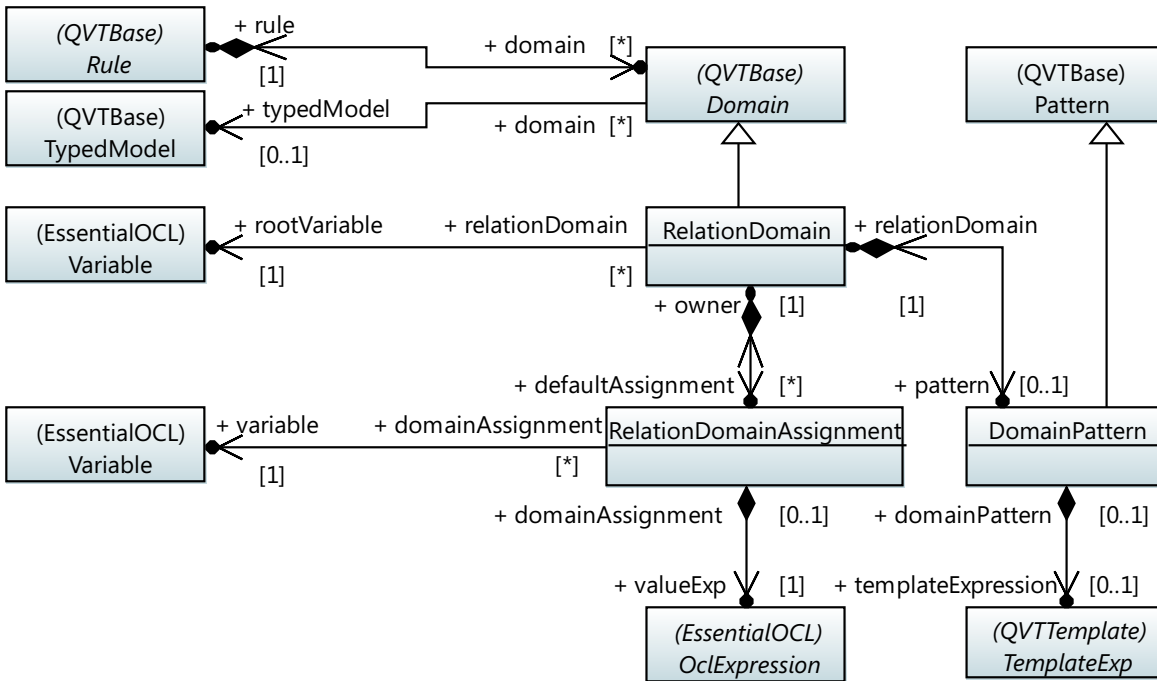 (QVTBase)
Rule
+ rule
[1]
+ domain [*]
(QVTBase)
Domain
(QVTBase)
Pattern
(QVTBase)
TypedModel
+ typedModel
[0..1]
+ domain [*]
(EssentialOCL)
Variable
+ rootVariable
[1]
+ relationDomain
[*]
RelationDomain
+ relationDomain
[1]
+ owner [1]
+ defaultAssignment [*]
+ pattern [0..1]
(EssentialOCL)
Variable
+ variable
[1]
+ domainAssignment
[*]
RelationDomainAssignment
DomainPattern
+ domainAssignment [0..1]
+ domainPattern [0..1]
+ valueExp [1]
+ templateExpression [0..1]
(EssentialOCL)
OclExpression
(QVTTemplate)
TemplateExp